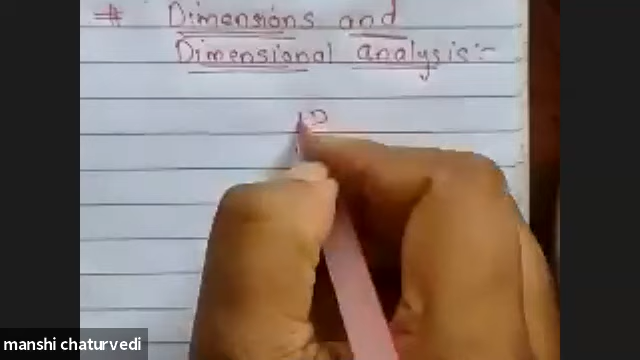 # Dimensions and
Dimensional analysis:-
manshi chaturvedi